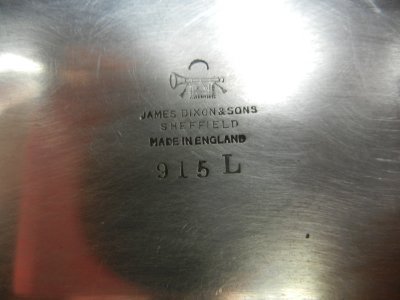 JAMES DIXON & SONS
SHEFFIELD
MADE IN ENGLAND
915 L